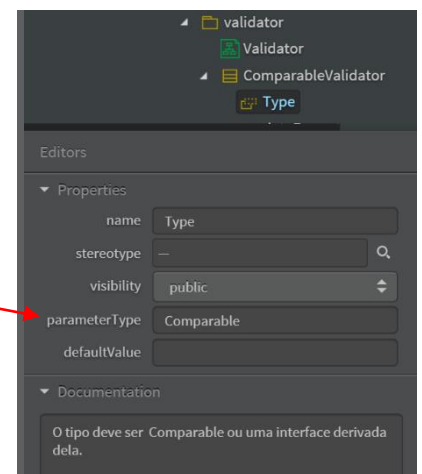 validator
Validator
ComparableValidator
Type
Editors
Properties
name Type
stereotype —
visibility public
parameterType Comparable
defaultValue
Documentation
O tipo deve ser Comparable ou uma interface derivada
dela.